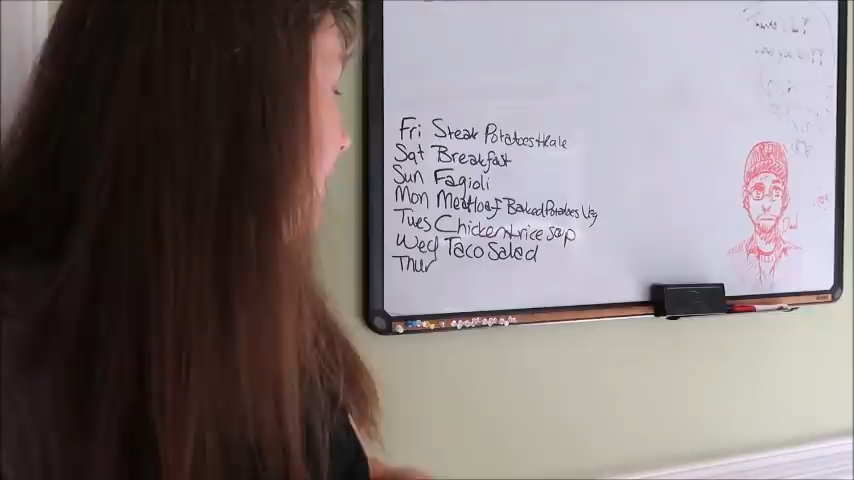 Fri Steak Potatoes + Kale
Sat Breakfast
Sun Fagioli
Mon Meatloaf Baked Potatoes Veg
Tues Chicken + rice soup
Wed Taco Salad
Thur
Dad